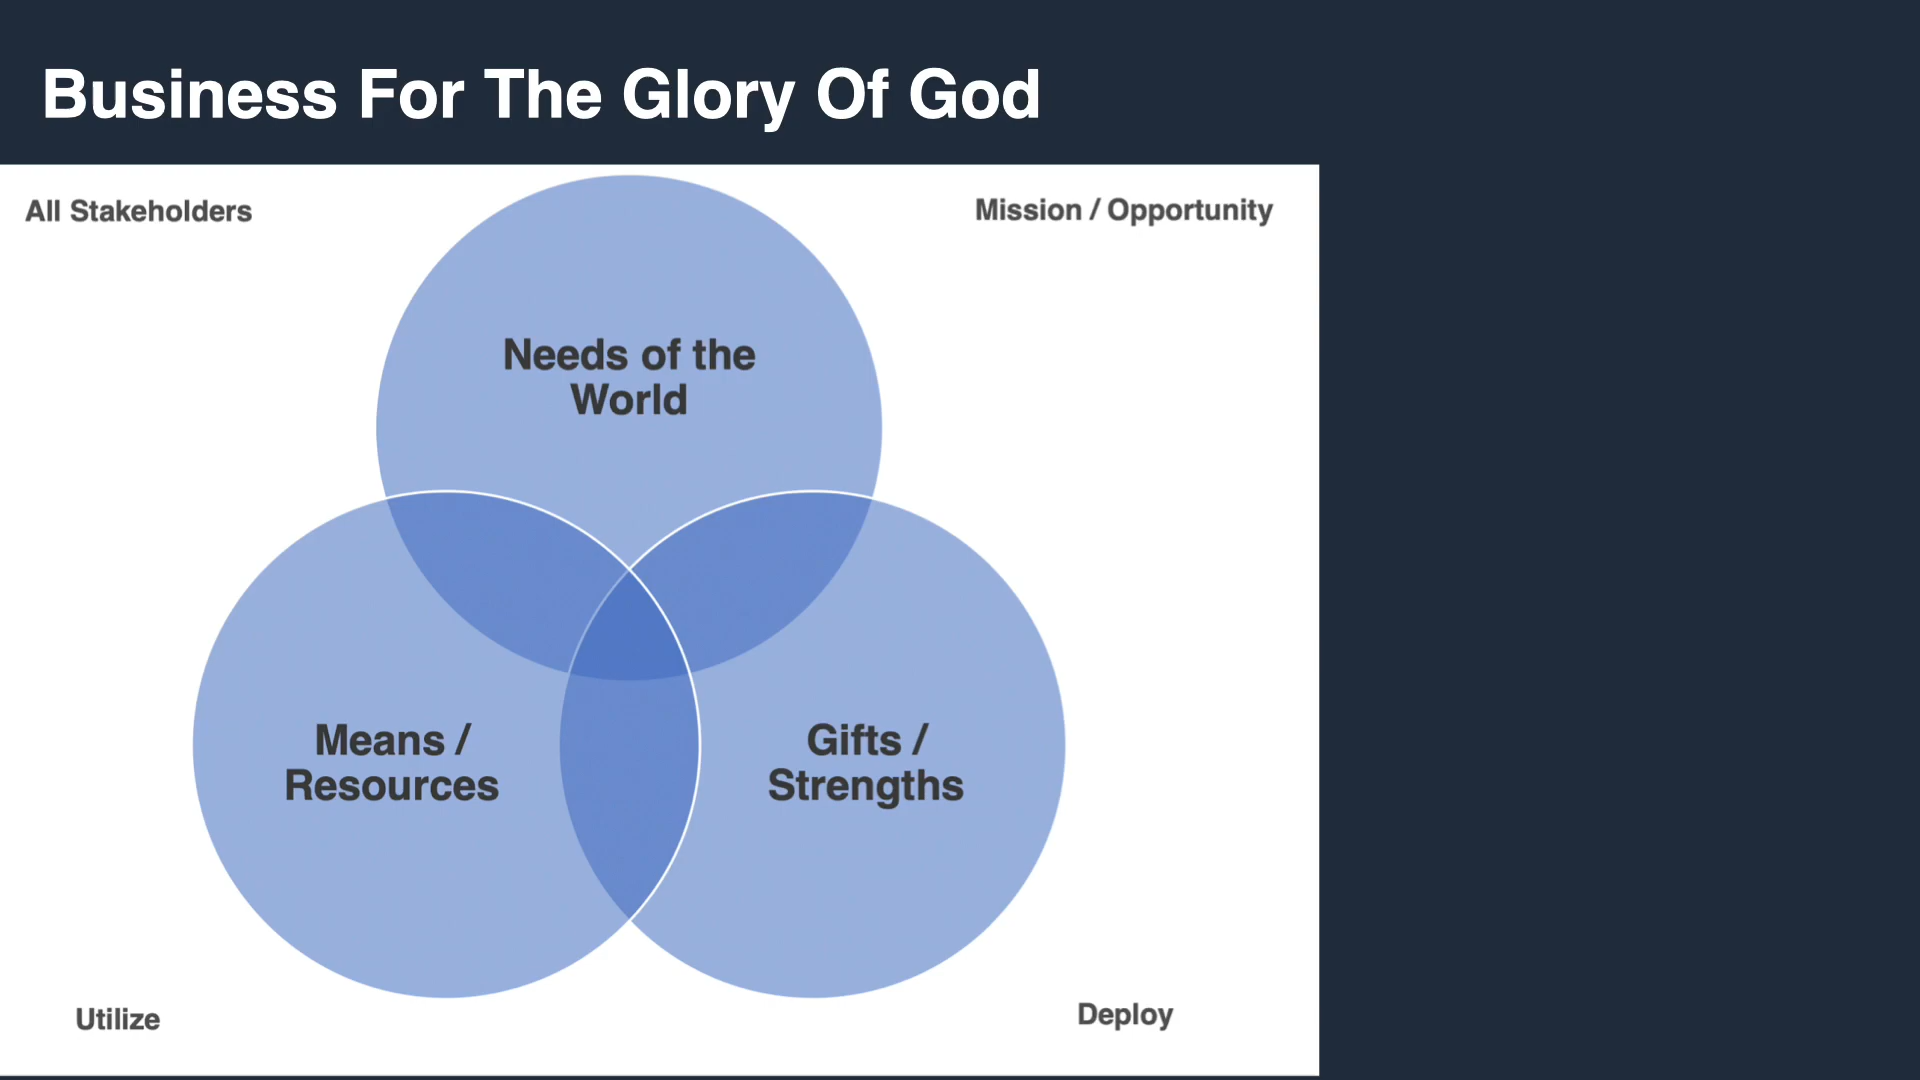 Business For The Glory Of God
All Stakeholders
Mission / Opportunity
Needs of the
World
Means /
Resources
Gifts /
Strengths
Utilize
Deploy